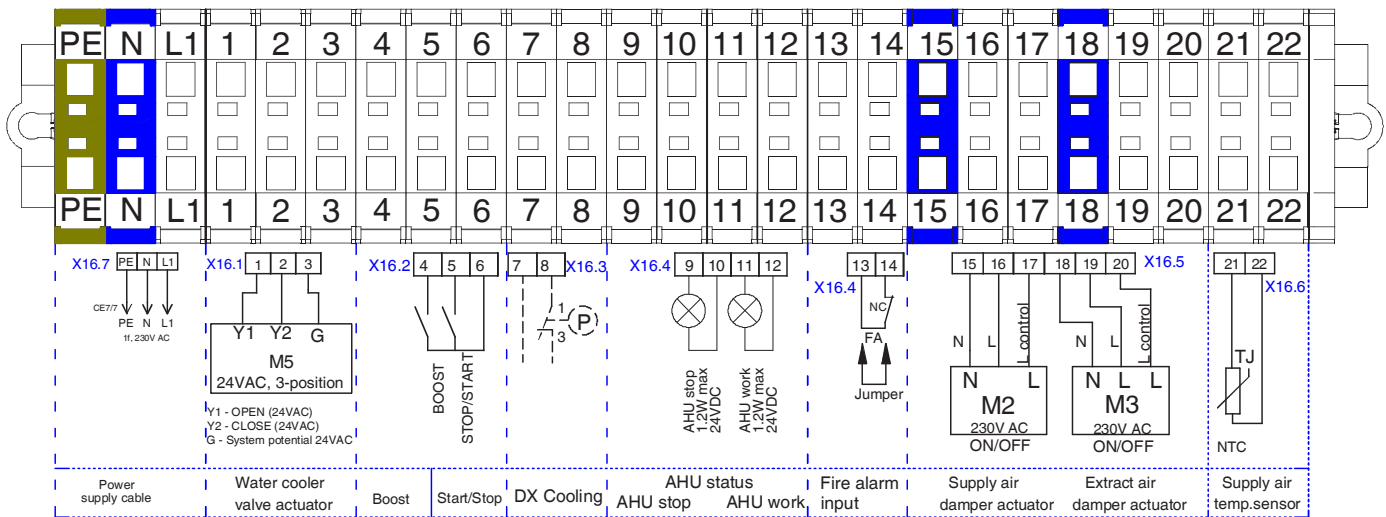 PE N L1 1 2 3 4 5 6 7 8 9 10 11 12 13 14 15 16 17 18 19 20 21 22
PE N L1 1 2 3 4 5 6 7 8 9 10 11 12 13 14 15 16 17 18 19 20 21 22
X16.7 PE N L1
CE7/7
PE N L1
1f, 230V AC
X16.1 1 2 3
Y1 Y2 G
M5
24VAC, 3-position
Y1 - OPEN (24VAC)
Y2 - CLOSE (24VAC)
G - System potential 24VAC
X16.2 4 5 6
BOOST
STOP/START
7 8 X16.3
1
P
3
X16.4 9 10 11 12
AHU stop
1.2W max
24VDC
AHU work
1.2W max
24VDC
13 14
X16.4
NC
FA
Jumper
15 16 17 18 19 20 X16.5
N L L control
N L
M2
230V AC
ON/OFF
N L control
N L L
M3
230V AC
ON/OFF
21 22
X16.6
TJ
NTC
Power
supply cable
Water cooler
valve actuator
Boost
Start/Stop
DX Cooling
AHU status
AHU stop AHU work
Fire alarm
input
Supply air
damper actuator
Extract air
damper actuator
Supply air
temp.sensor